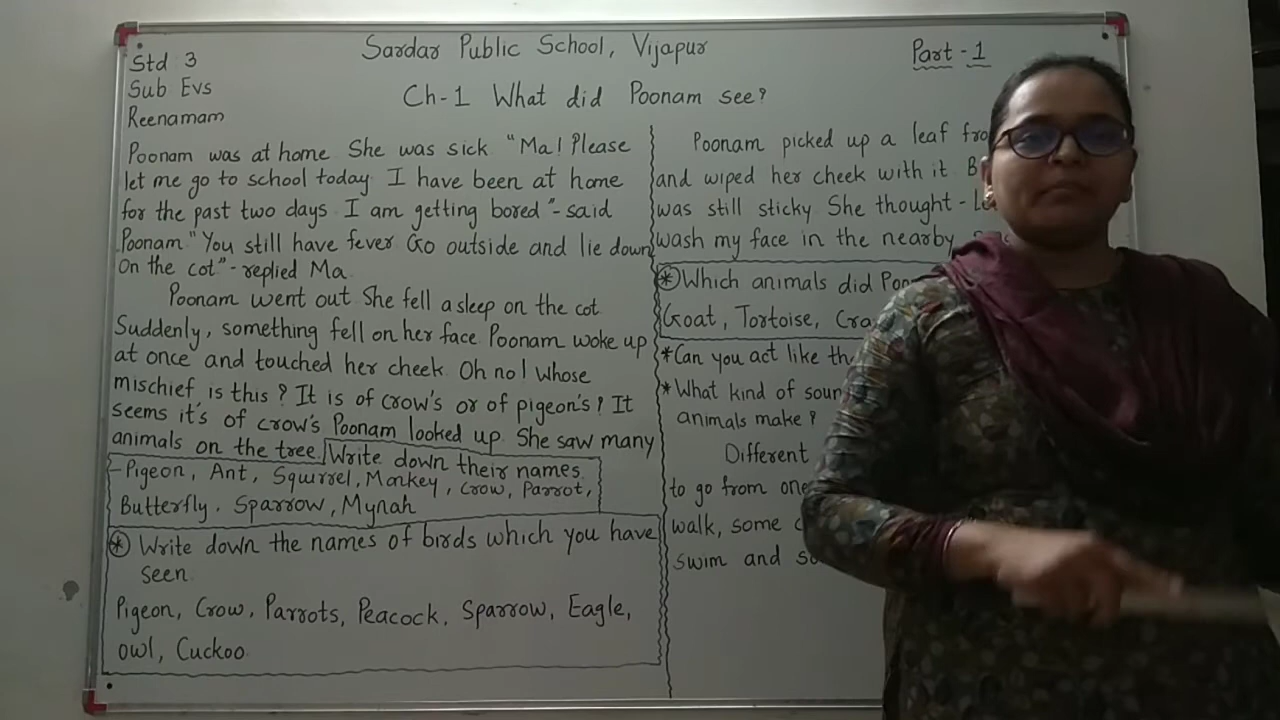 Sardar Public School, Vijapur
Part - 1
Std 3
Sub Evs
Reenamam
Ch-1 What did Poonam see?
Poonam was at home She was sick "Ma! Please
let me go to school today I have been at home
for the past two days I am getting bored"- said
Poonam "You still have fever Go outside and lie down
on the cot" - replied Ma
Poonam went out She fell a sleep on the cot
Suddenly, something fell on her face Poonam woke up
at once and touched her cheek. Oh no! Whose
mischief is this? It is of crow's or of pigeon's? It
seems it's of crow's Poonam looked up She saw many
animals on the tree. Write down their names
- Pigeon, Ant, Squirrel, Monkey, Crow, Parrot,
Butterfly. Sparrow, Mynah
* Write down the names of birds which you have
seen.
Pigeon, Crow, Parrots, Peacock, Sparrow, Eagle,
owl, Cuckoo
Poonam picked up a leaf
and wiped her cheek with it
was still sticky She thought -
wash my face in the nearby
* Which animals did
Goat, Tortoise,
* Can you act like
* What kind of
animals make?
Different
to go from one
walk, some
swim and